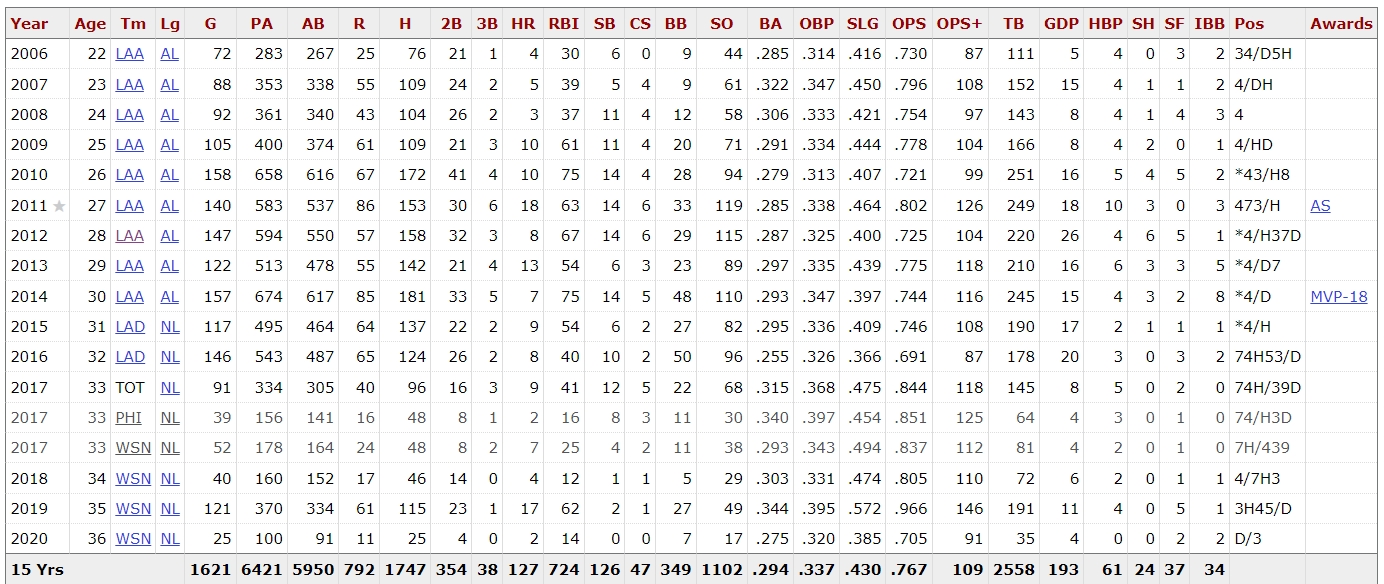 Year Age Tm Lg G PA AB R H 2B 3B HR RBI SB CS BB SO BA OBP SLG OPS OPS+ TB GDP HBP SH SF IBB Pos Awards
2006 22 LAA AL 72 283 267 25 76 21 1 4 30 6 0 9 44 .285 .314 .416 .730 87 111 5 4 0 3 2 34/D5H
2007 23 LAA AL 88 353 338 55 109 24 2 5 39 5 4 9 61 .322 .347 .450 .796 108 152 15 4 1 1 2 4/DH
2008 24 LAA AL 92 361 340 43 104 26 2 3 37 11 4 12 58 .306 .333 .421 .754 97 143 8 4 1 4 3 4
2009 25 LAA AL 105 400 374 61 109 21 3 10 61 11 4 20 71 .291 .334 .444 .778 104 166 8 4 2 0 1 4/HD
2010 26 LAA AL 158 658 616 67 172 41 4 10 75 14 4 28 94 .279 .313 .407 .721 99 251 16 5 4 5 2 *43/H8
2011 ★ 27 LAA AL 140 583 537 86 153 30 6 18 63 14 6 33 119 .285 .338 .464 .802 126 249 18 10 3 0 3 473/H AS
2012 28 LAA AL 147 594 550 57 158 32 3 8 67 14 6 29 115 .287 .325 .400 .725 104 220 26 4 6 5 1 *4/H37D
2013 29 LAA AL 122 513 478 55 142 21 4 13 54 6 3 23 89 .297 .335 .439 .775 118 210 16 6 3 3 5 *4/D7
2014 30 LAA AL 157 674 617 85 181 33 5 7 75 14 5 48 110 .293 .347 .397 .744 116 245 15 4 3 2 8 *4/D MVP-18
2015 31 LAD NL 117 495 464 64 137 22 2 9 54 6 2 27 82 .295 .336 .409 .746 108 190 17 2 1 1 1 *4/H
2016 32 LAD NL 146 543 487 65 124 26 2 8 40 10 2 50 96 .255 .326 .366 .691 87 178 20 3 0 3 2 74H53/D
2017 33 TOT NL 91 334 305 40 96 16 3 9 41 12 5 22 68 .315 .368 .475 .844 118 145 8 5 0 2 0 74H/39D
2017 33 PHI NL 39 156 141 16 48 8 1 2 16 8 3 11 30 .340 .397 .454 .851 125 64 4 3 0 1 0 74/H3D
2017 33 WSN NL 52 178 164 24 48 8 2 7 25 4 2 11 38 .293 .343 .494 .837 112 81 4 2 0 1 0 7H/439
2018 34 WSN NL 40 160 152 17 46 14 0 4 12 1 1 5 29 .303 .331 .474 .805 110 72 6 2 0 1 1 4/7H3
2019 35 WSN NL 121 370 334 61 115 23 1 17 62 2 1 27 49 .344 .395 .572 .966 146 191 11 4 0 5 1 3H45/D
2020 36 WSN NL 25 100 91 11 25 4 0 2 14 0 0 7 17 .275 .320 .385 .705 91 35 4 0 0 2 2 D/3
15 Yrs 1621 6421 5950 792 1747 354 38 127 724 126 47 349 1102 .294 .337 .430 .767 109 2558 193 61 24 37 34